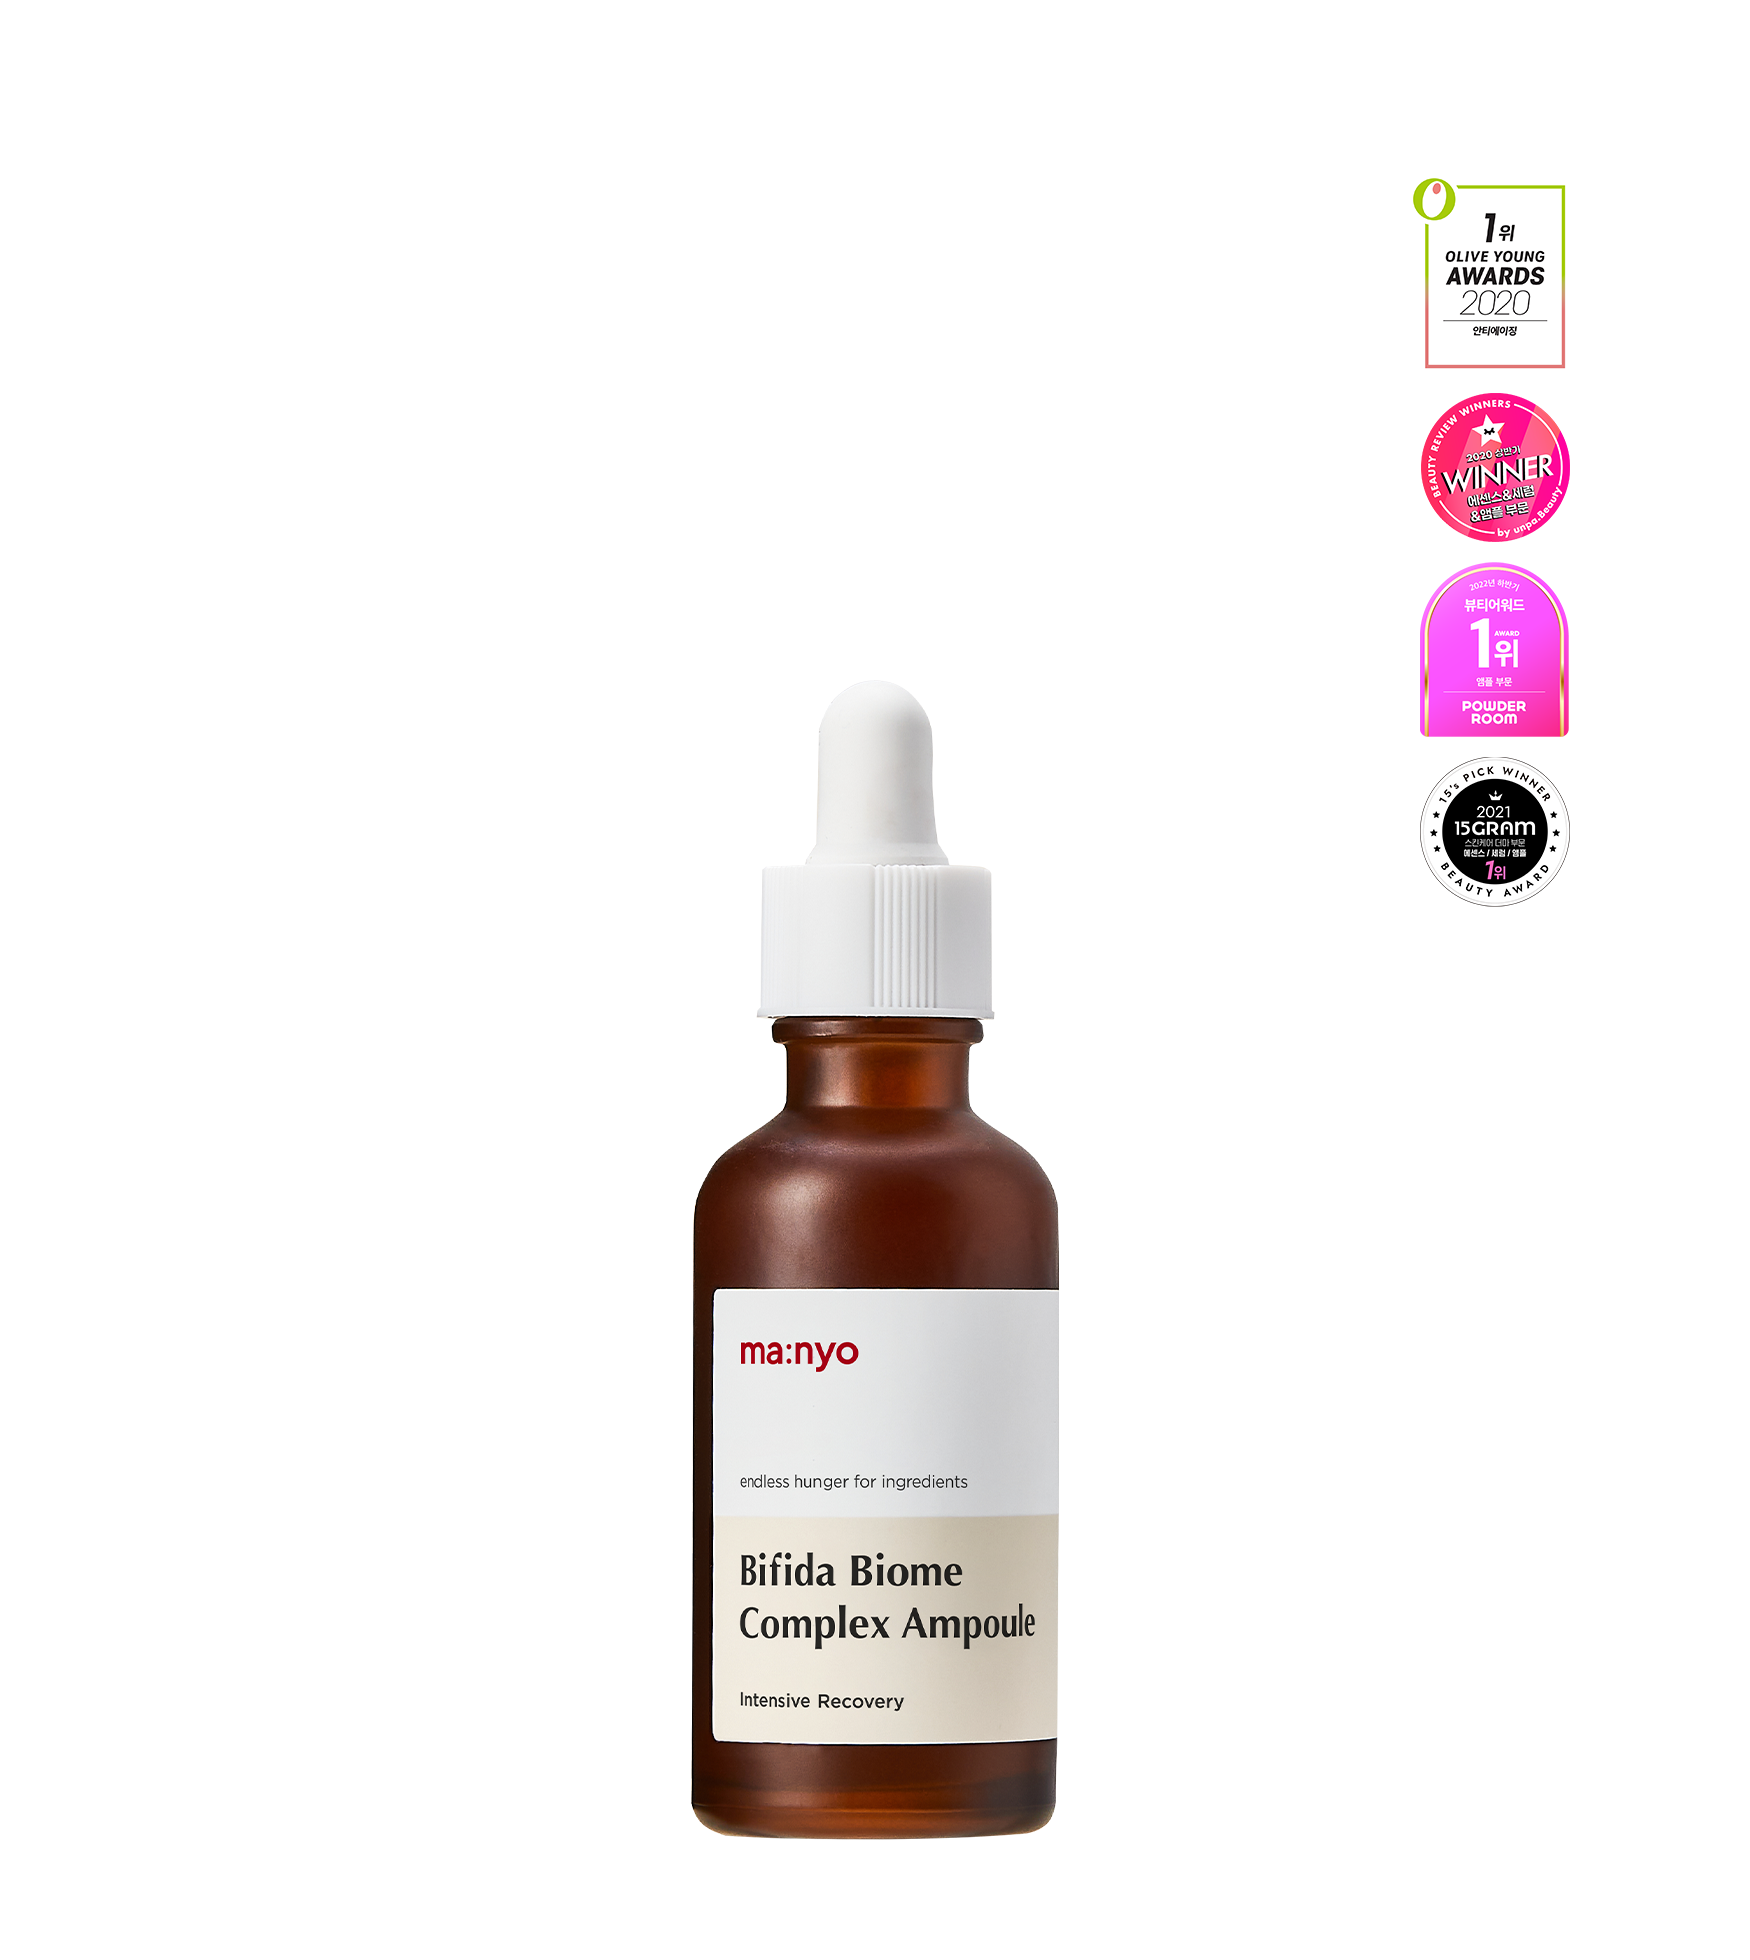 1위
OLIVE YOUNG
AWARDS
2020
안티에이징
BEAUTY REVIEW WINNERS
2020 상반기
WINNER
에센스&세럼
&앰플 부문
by unpa.Beauty
2022년 하반기
뷰티어워드
1위
AWARD
앰플 부문
POWDER
ROOM
15's PICK WINNER
2021
15GRAM
스킨케어 더마 부문
에센스 / 세럼 / 앰플
1위
BEAUTY AWARD
ma:nyo
endless hunger for ingredients
Bifida Biome
Complex Ampoule
Intensive Recovery